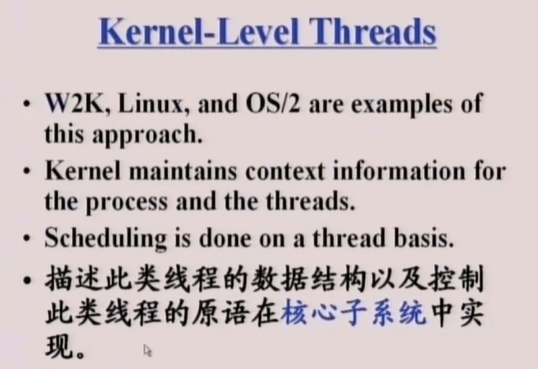 Kernel-Level Threads
• W2K, Linux, and OS/2 are examples of
this approach.
• Kernel maintains context information for
the process and the threads.
• Scheduling is done on a thread basis.
• 描述此类线程的数据结构以及控制
此类线程的原语在核心子系统中实
现。